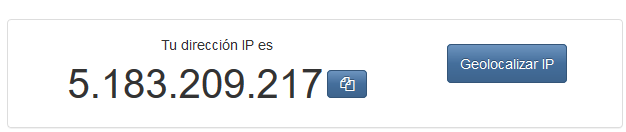 Tu dirección IP es
5.183.209.217
Geolocalizar IP